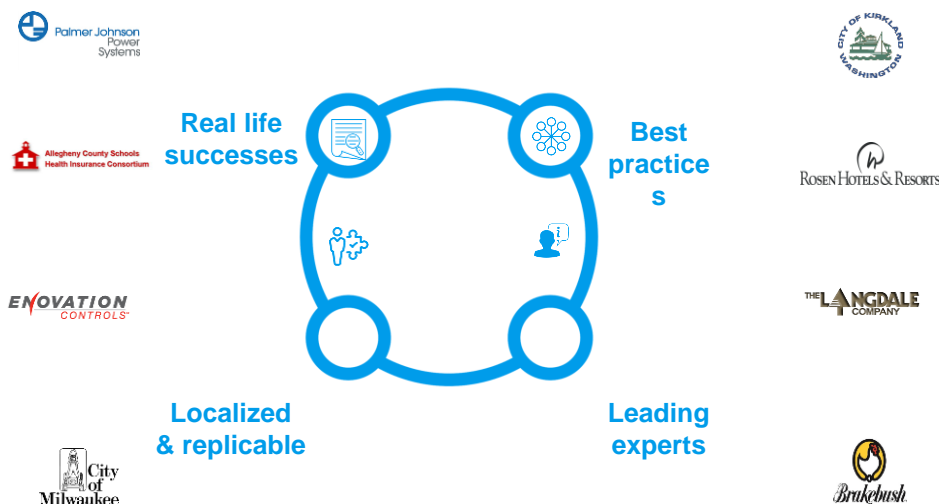 Palmer Johnson
Power
Systems
CITY OF KIRKLAND
WASHINGTON
Real life
successes
Best
practice
s
Allegheny County Schools
Health Insurance Consortium
h
ROSEN HOTELS & RESORTS
i
ENOVATION
CONTROLS
THE LANGDALE
COMPANY
Localized
& replicable
Leading
experts
City
of
Milwaukee
Brakebush